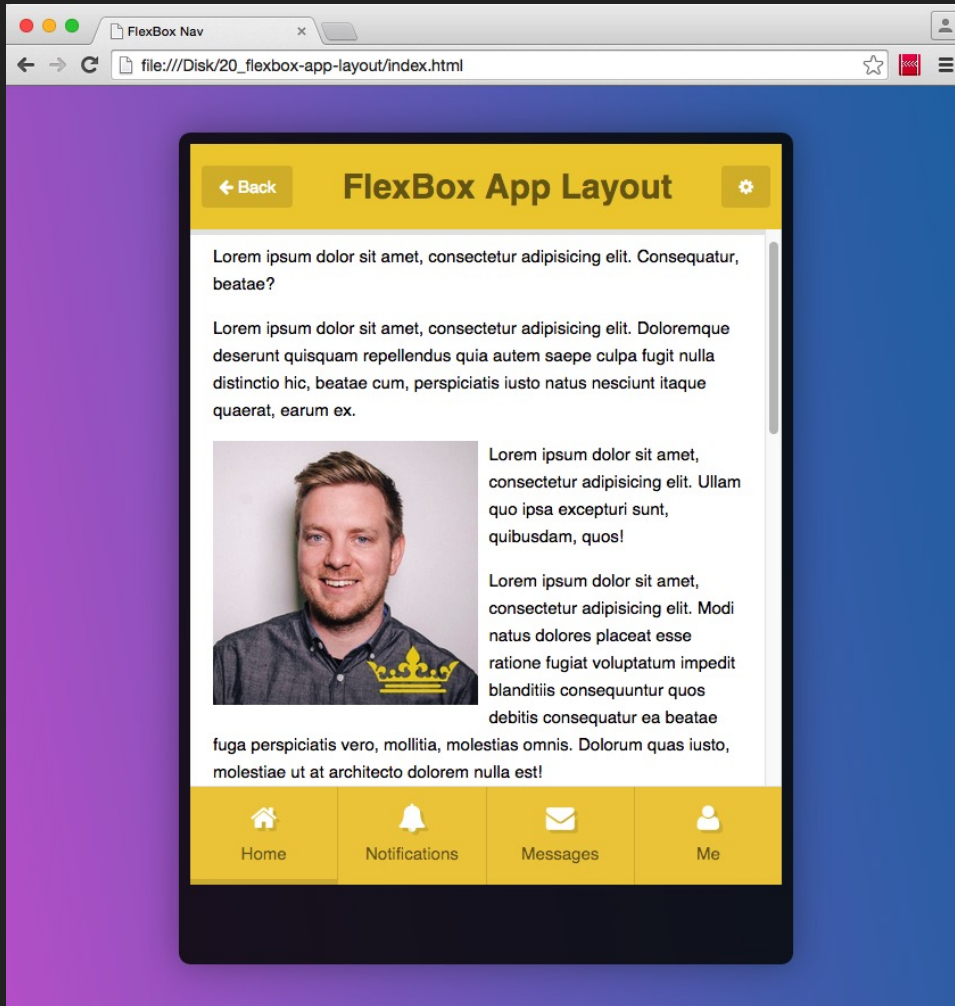 FlexBox Nav
file:///Disk/20_flexbox-app-layout/index.html
Back
FlexBox App Layout
Lorem ipsum dolor sit amet, consectetur adipisicing elit. Consequatur,
beatae?
Lorem ipsum dolor sit amet, consectetur adipisicing elit. Doloremque
deserunt quisquam repellendus quia autem saepe culpa fugit nulla
distinctio hic, beatae cum, perspiciatis iusto natus nesciunt itaque
quaerat, earum ex.
Lorem ipsum dolor sit amet,
consectetur adipisicing elit. Ullam
quo ipsa excepturi sunt,
quibusdam, quos!
Lorem ipsum dolor sit amet,
consectetur adipisicing elit. Modi
natus dolores placeat esse
ratione fugiat voluptatum impedit
blanditiis consequuntur quos
debitis consequatur ea beatae
fuga perspiciatis vero, mollitia, molestias omnis. Dolorum quas iusto,
molestiae ut at architecto dolorem nulla est!
Home
Notifications
Messages
Me